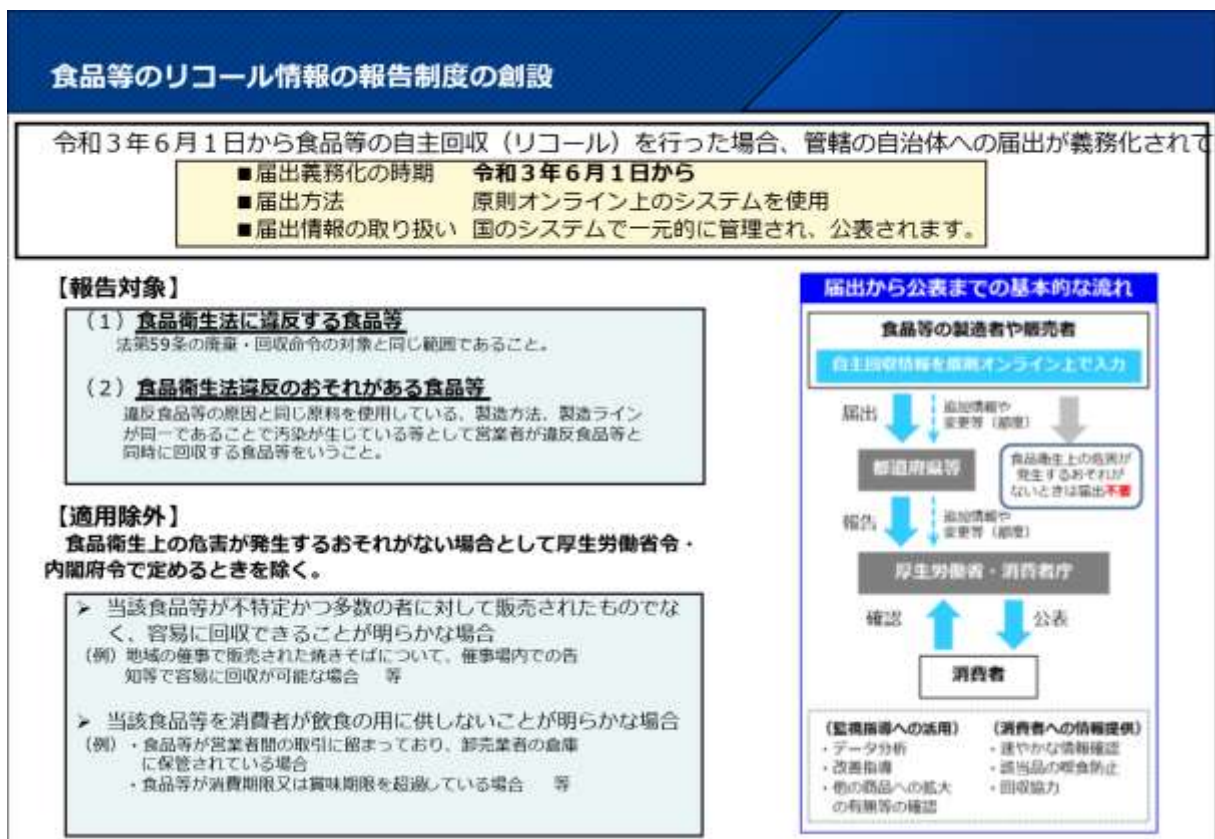 食品等のリコール情報の報告制度の創設
令和３年６月１日から食品等の自主回収（リコール）を行った場合、管轄の自治体への届出が義務化されて
■届出義務化の時期　令和３年６月１日から
■届出方法　原則オンライン上のシステムを使用
■届出情報の取り扱い　国のシステムで一元的に管理され、公表されます。
【報告対象】
（１）食品衛生法に違反する食品等
法第59条の廃棄・回収命令の対象と同じ範囲であること。
（２）食品衛生法違反のおそれがある食品等
違反食品等の原因と同じ原料を使用している、製造方法、製造ライン
が同一であることで汚染が生じている等として営業者が違反食品等と
同時に回収する食品等をいうこと。
【適用除外】
食品衛生上の危害が発生するおそれがない場合として厚生労働省令・
内閣府令で定めるときを除く。
➢ 当該食品等が不特定かつ多数の者に対して販売されたものでな
く、容易に回収できることが明らかな場合
（例）地域の催事で販売された焼きそばについて、催事場内での告
知等で容易に回収が可能な場合　等
➢ 当該食品等を消費者が飲食の用に供しないことが明らかな場合
（例）・食品等が営業者間の取引に留まっており、卸売業者の倉庫
に保管されている場合
・食品等が消費期限又は賞味期限を超過している場合　等
届出から公表までの基本的な流れ
食品等の製造者や販売者
自主回収情報を原則オンライン上で入力
届出
追加情報や
変更等（都度）
都道府県等
食品衛生上の危害が
発生するおそれが
ないときは届出不要
報告
追加情報や
変更等（都度）
厚生労働省・消費者庁
確認
公表
消費者
（監視指導への活用）
・データ分析
・改善指導
・他の商品への拡大
の有無等の確認
（消費者への情報提供）
・速やかな情報確認
・該当品の喫食防止
・回収協力